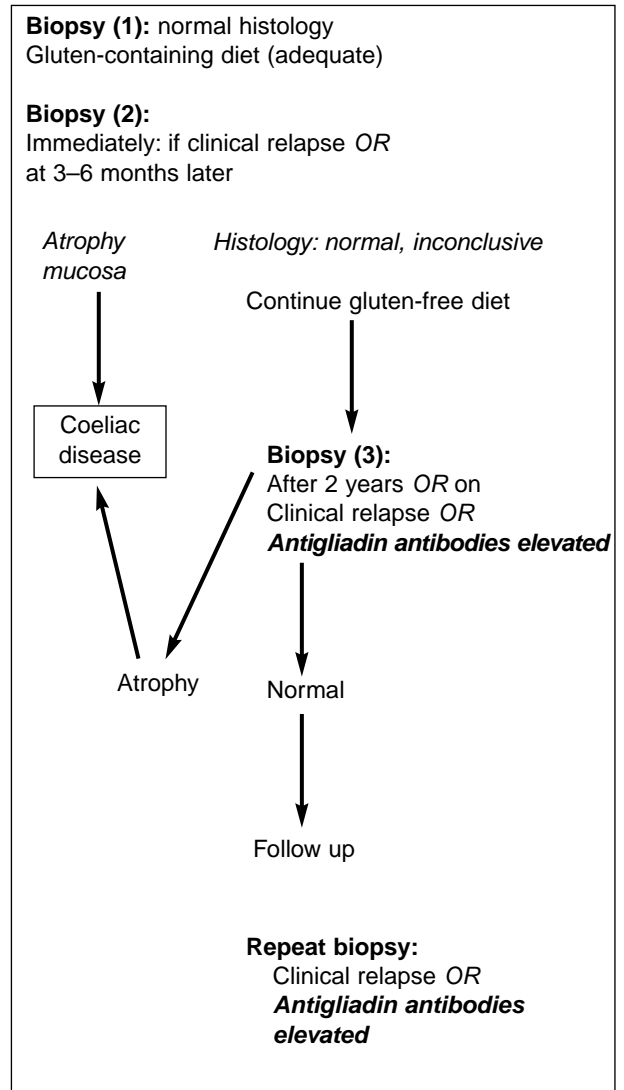 Biopsy (1): normal histology
Gluten-containing diet (adequate)
Biopsy (2):
Immediately: if clinical relapse OR
at 3–6 months later
Atrophy
mucosa
Histology: normal, inconclusive
Continue gluten-free diet
Coeliac
disease
Biopsy (3):
After 2 years OR on
Clinical relapse OR
Antigliadin antibodies elevated
Atrophy
Normal
Follow up
Repeat biopsy:
Clinical relapse OR
Antigliadin antibodies
elevated